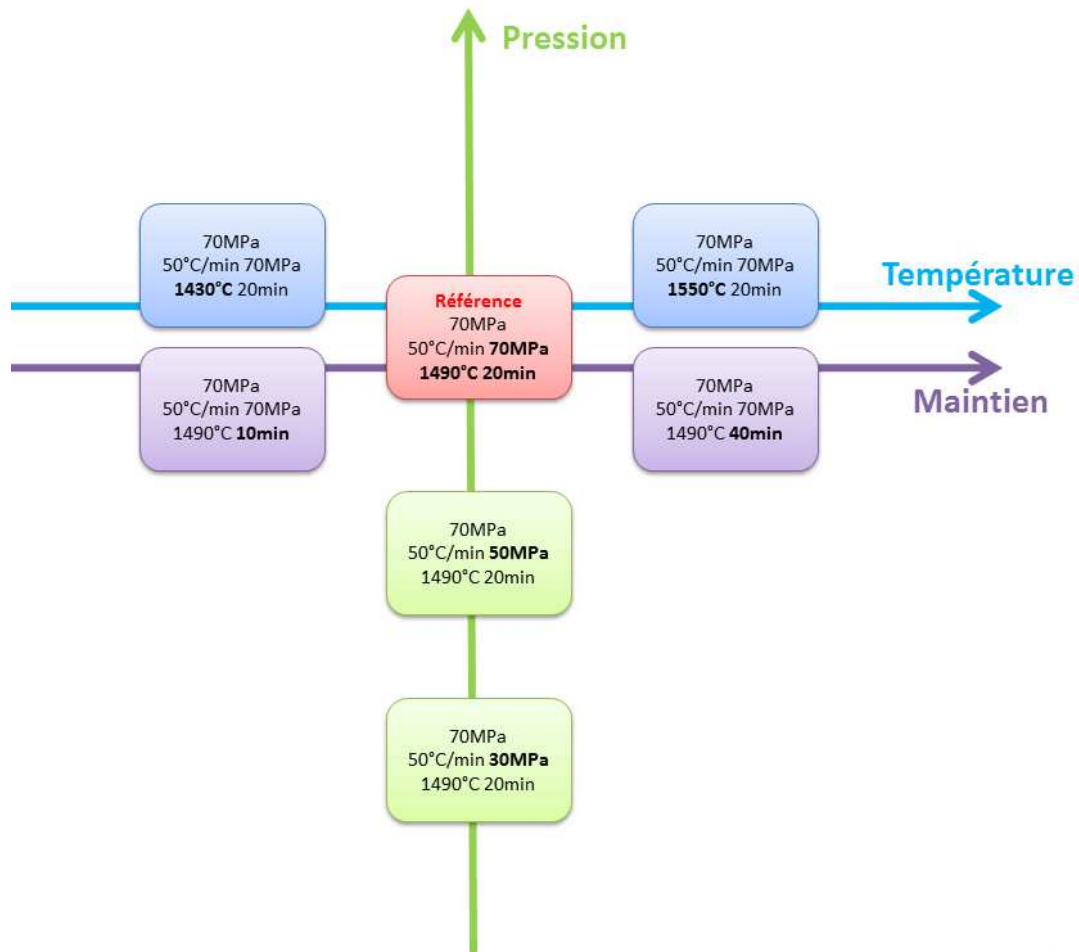 Pression
70MPa
50°C/min 70MPa
1430°C 20min
70MPa
50°C/min 70MPa
1550°C 20min
Température
Référence
70MPa
50°C/min 70MPa
1490°C 20min
70MPa
50°C/min 70MPa
1490°C 10min
70MPa
50°C/min 70MPa
1490°C 40min
Maintien
70MPa
50°C/min 50MPa
1490°C 20min
70MPa
50°C/min 30MPa
1490°C 20min